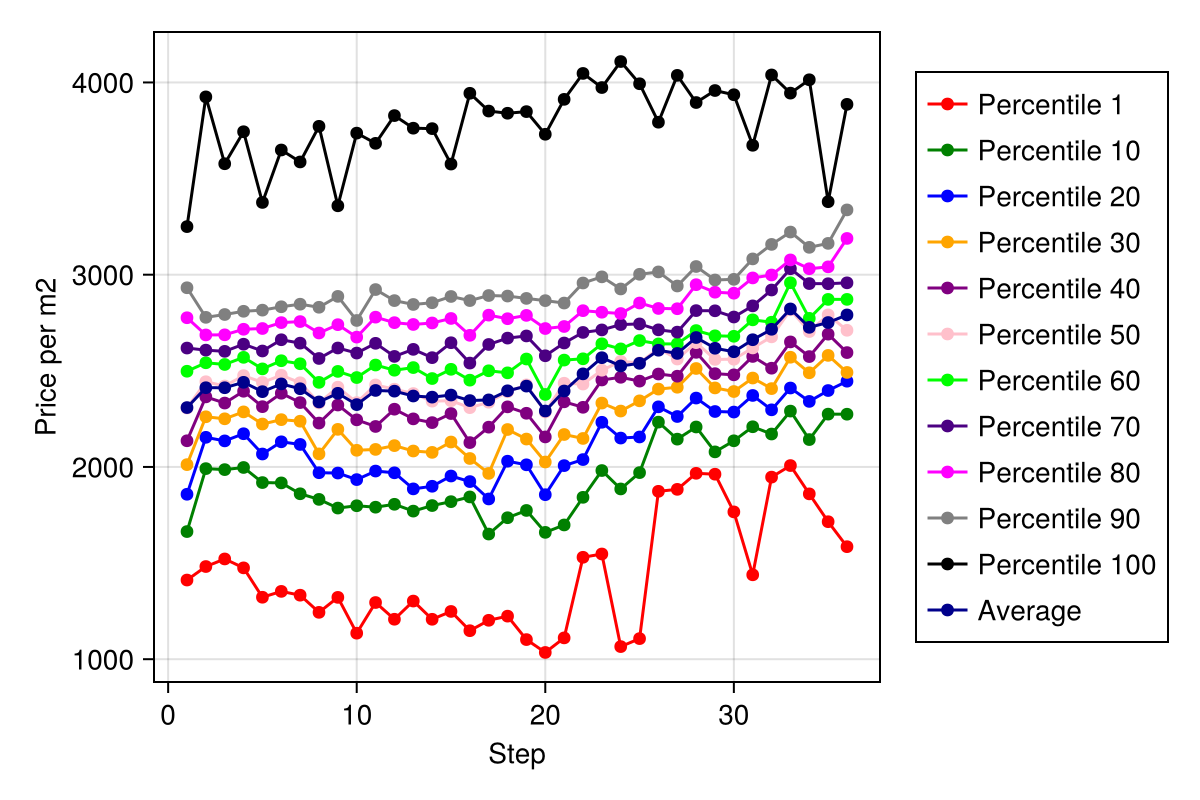 4000
3000
2000
1000
Price per m2
0
10
20
30
Step
Percentile 1
Percentile 10
Percentile 20
Percentile 30
Percentile 40
Percentile 50
Percentile 60
Percentile 70
Percentile 80
Percentile 90
Percentile 100
Average